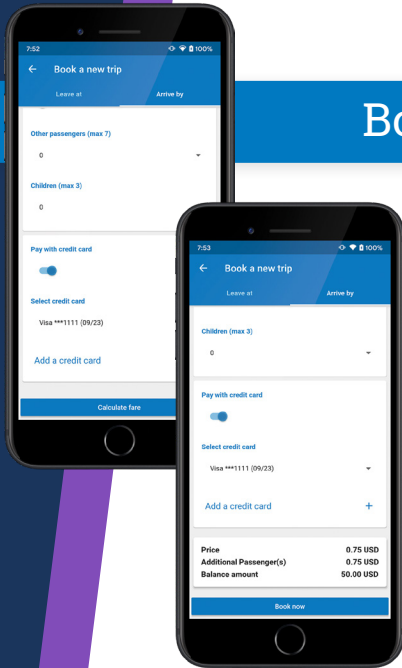 Bo
7:52
100%
Book a new trip
Leave at
Arrive by
Other passengers (max 7)
0
Children (max 3)
0
Pay with credit card
Select credit card
Visa ***1111 (09/23)
Add a credit card
Calculate fare
7:53
100%
Book a new trip
Leave at
Arrive by
Children (max 3)
0
Pay with credit card
Select credit card
Visa ***1111 (09/23)
Add a credit card +
Price 0.75 USD
Additional Passenger(s) 0.75 USD
Balance amount 50.00 USD
Book now